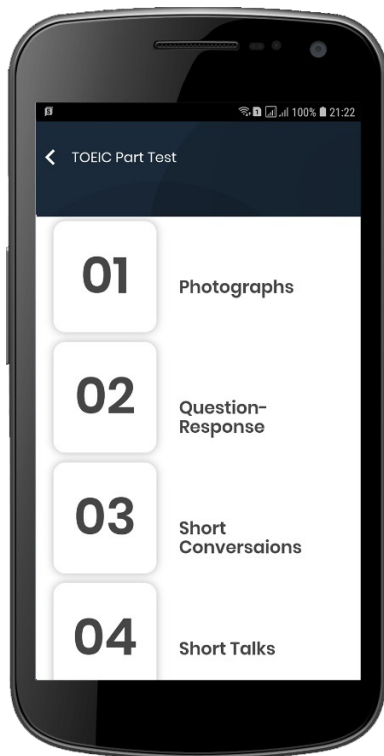 100% 21:22
TOEIC Part Test
01
Photographs
02
Question-
Response
03
Short
Conversaions
04
Short Talks